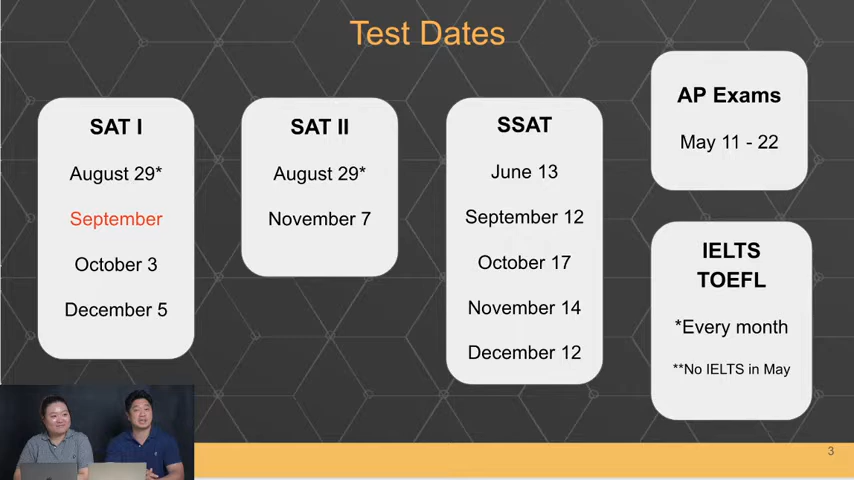 Test Dates
SAT I
August 29*
September
October 3
December 5
SAT II
August 29*
November 7
SSAT
June 13
September 12
October 17
November 14
December 12
AP Exams
May 11 - 22
IELTS
TOEFL
*Every month
**No IELTS in May
3